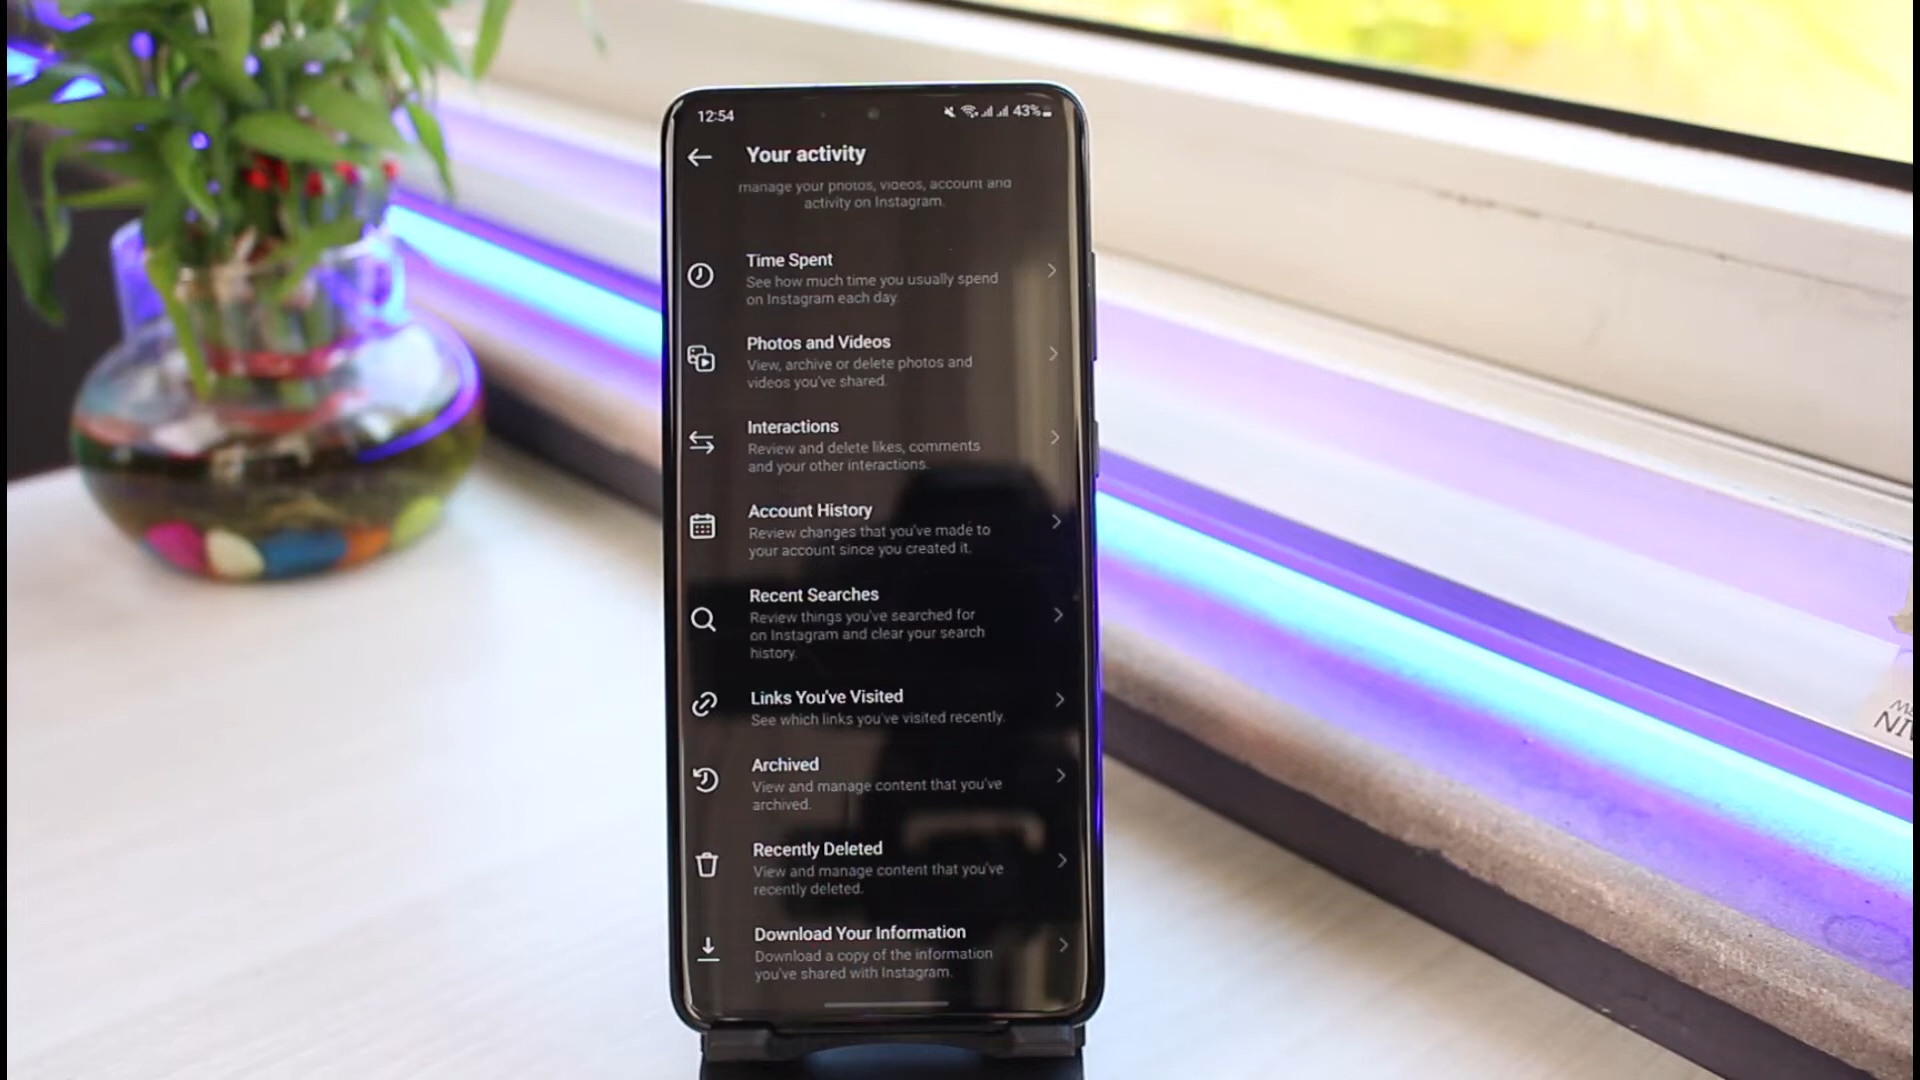 12:54
43%
Your activity
manage your photos, videos, account and
activity on Instagram.
Time Spent
See how much time you usually spend
on Instagram each day.
Photos and Videos
View, archive or delete photos and
videos you've shared.
Interactions
Review and delete likes, comments
and your other interactions.
Account History
Review changes that you've made to
your account since you created it.
Recent Searches
Review things you've searched for
on Instagram and clear your search
history.
Links You've Visited
See which links you've visited recently.
Archived
View and manage content that you've
archived.
Recently Deleted
View and manage content that you've
recently deleted.
Download Your Information
Download a copy of the information
you've shared with Instagram.